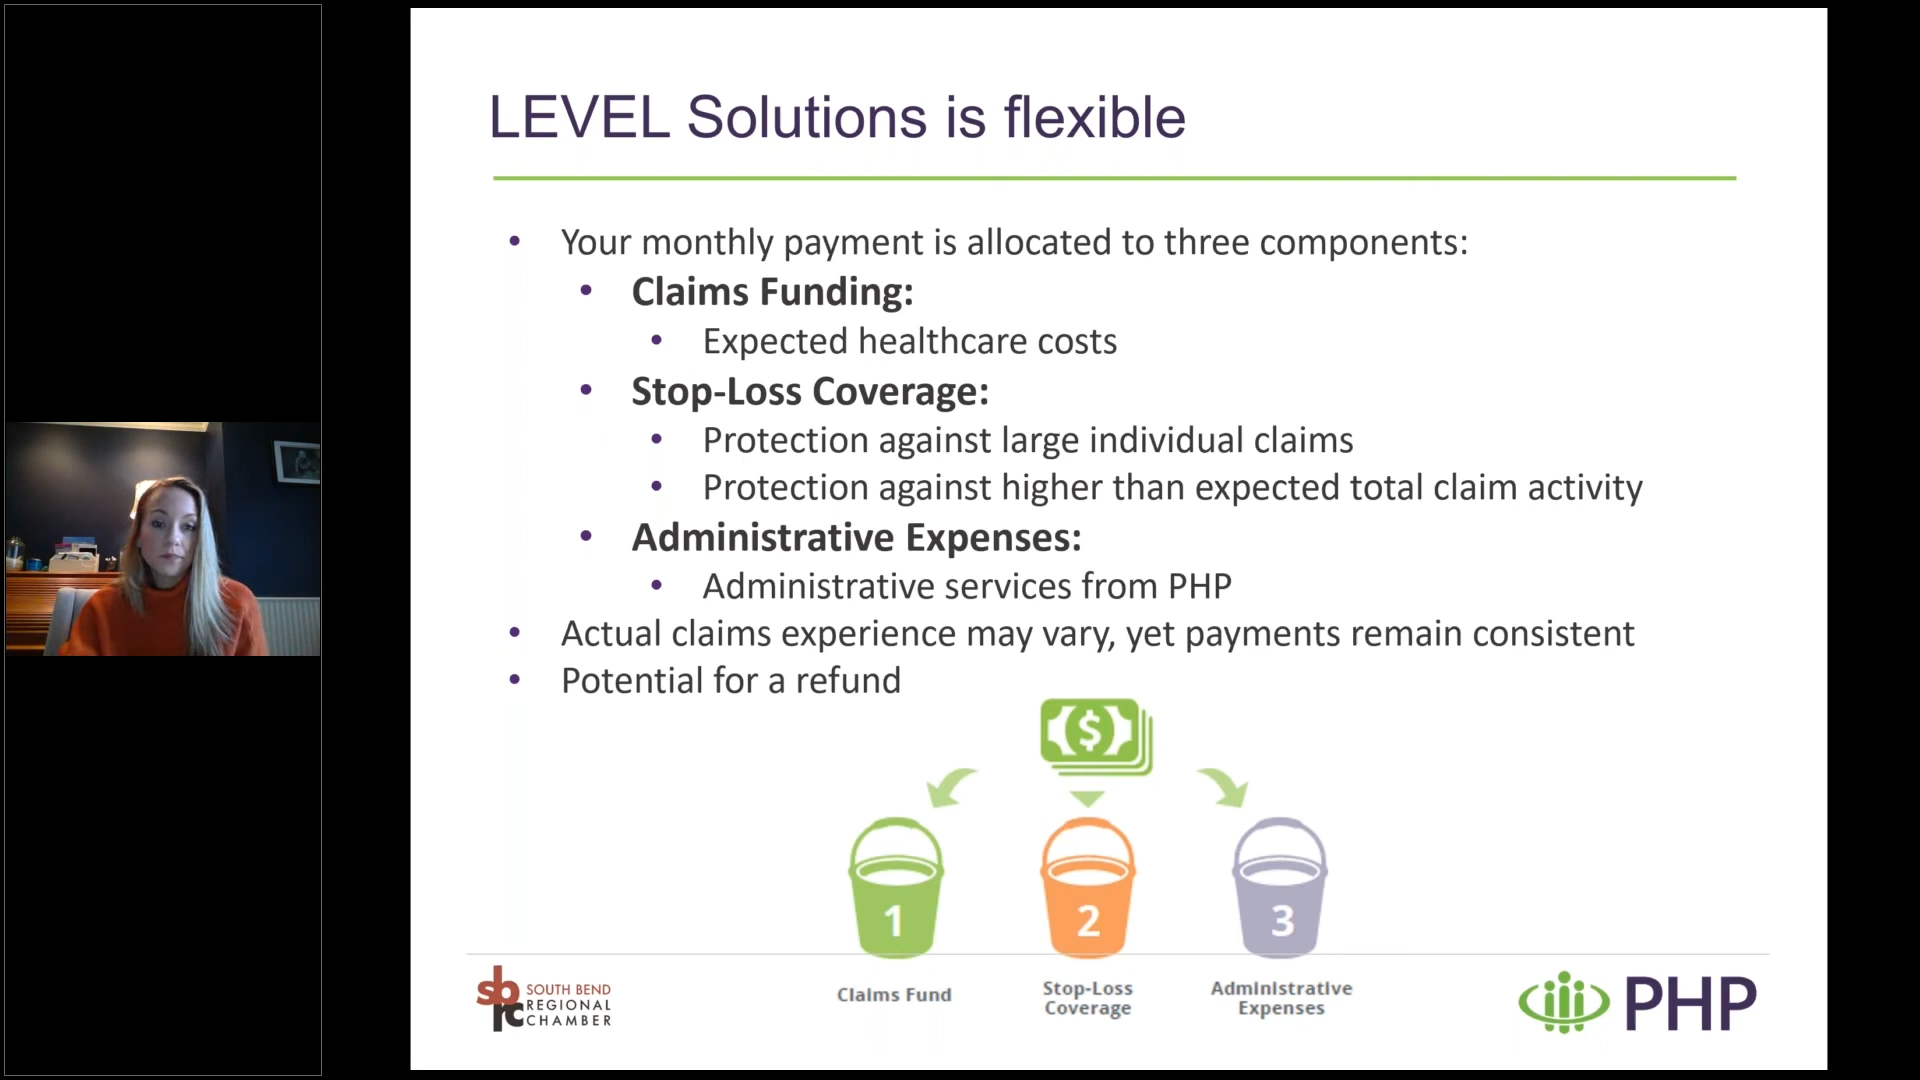 LEVEL Solutions is flexible
• Your monthly payment is allocated to three components:
• Claims Funding:
• Expected healthcare costs
• Stop-Loss Coverage:
• Protection against large individual claims
• Protection against higher than expected total claim activity
• Administrative Expenses:
• Administrative services from PHP
• Actual claims experience may vary, yet payments remain consistent
• Potential for a refund
$
1
2
3
Claims Fund
Stop-Loss
Coverage
Administrative
Expenses
sb
rc
SOUTH BEND
REGIONAL
CHAMBER
PHP